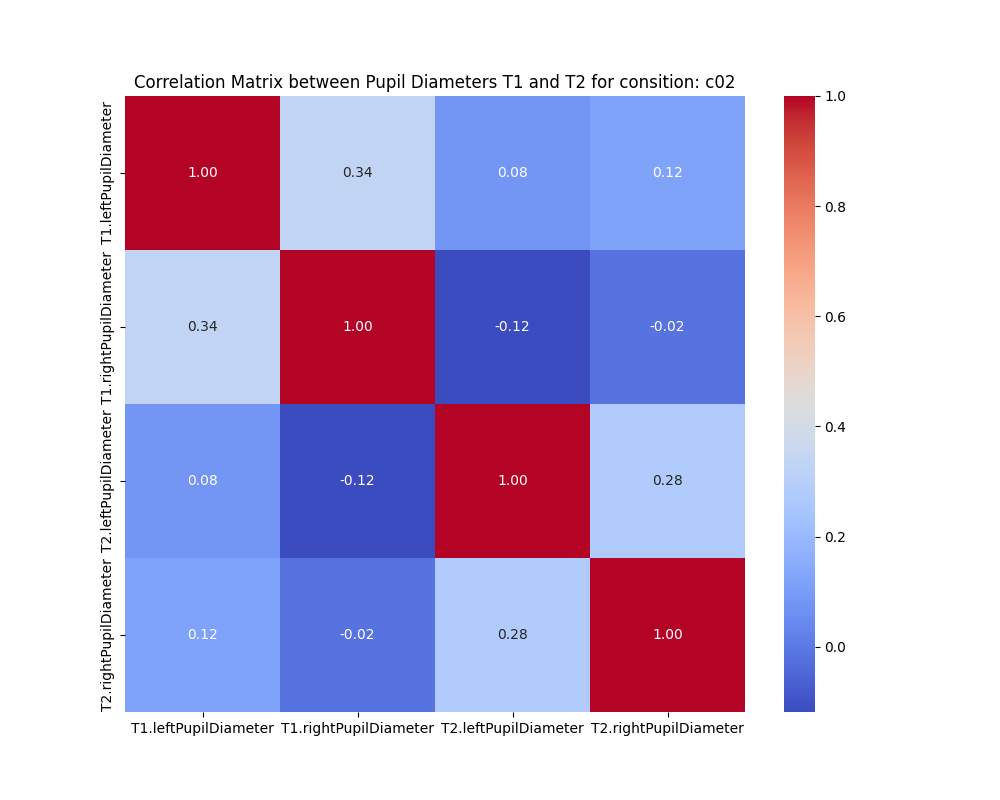 Correlation Matrix between Pupil Diameters T1 and T2 for consition: c02
T1.leftPupilDiameter
1.00 0.34 0.08 0.12
T1.rightPupilDiameter
0.34 1.00 -0.12 -0.02
T2.leftPupilDiameter
0.08 -0.12 1.00 0.28
T2.rightPupilDiameter
0.12 -0.02 0.28 1.00
T1.leftPupilDiameter T1.rightPupilDiameter T2.leftPupilDiameter T2.rightPupilDiameter
1.0
0.8
0.6
0.4
0.2
0.0